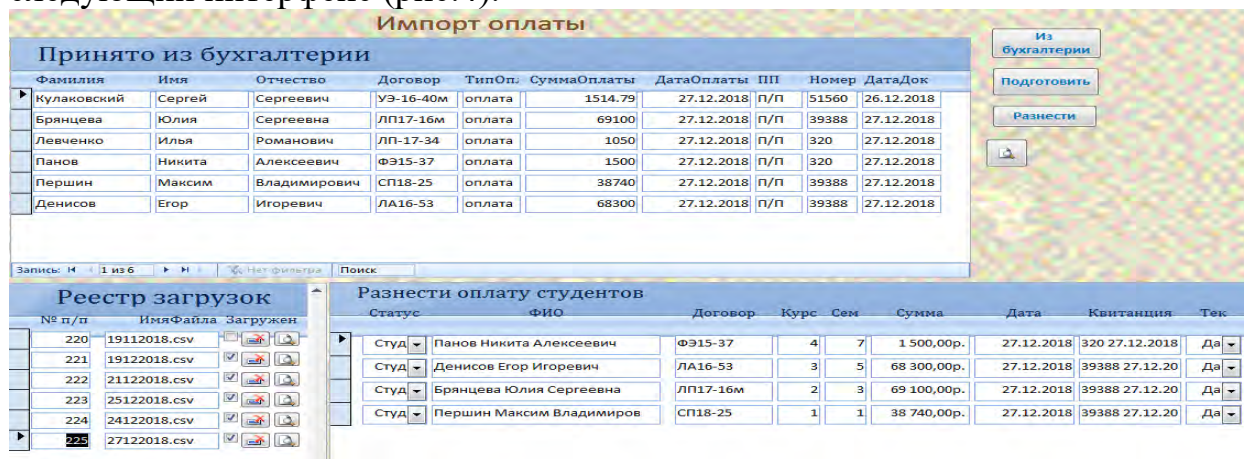 следующий интерфейс (рис.4).
Импорт оплаты
Из бухгалтерии
Подготовить
Разнести
Принято из бухгалтерии
Фамилия Имя Отчество Договор ТипОпл СуммаОплаты ДатаОплаты ПП Номер ДатаДок
Кулаковский Сергей Сергеевич УЭ-16-40м оплата 1514.79 27.12.2018 П/П 51560 26.12.2018
Брянцева Юлия Сергеевна ЛП17-16м оплата 69100 27.12.2018 П/П 39388 27.12.2018
Левченко Илья Романович ЛП-17-34 оплата 1050 27.12.2018 П/П 320 27.12.2018
Панов Никита Алексеевич ФЭ15-37 оплата 1500 27.12.2018 П/П 320 27.12.2018
Першин Максим Владимирович СП18-25 оплата 38740 27.12.2018 П/П 39388 27.12.2018
Денисов Егор Игоревич ЛА16-53 оплата 68300 27.12.2018 П/П 39388 27.12.2018
Запись: 1 из 6 Нет фильтра Поиск
Реестр загрузок
№ п/п ИмяФайла Загружен
220 19112018.csv
221 19122018.csv
222 21122018.csv
223 25122018.csv
224 24122018.csv
225 27122018.csv
Разнести оплату студентов
Статус ФИО Договор Курс Сем Сумма Дата Квитанция Тек
Студ Панов Никита Алексеевич ФЭ15-37 4 7 1 500,00р. 27.12.2018 320 27.12.2018 Да
Студ Денисов Егор Игоревич ЛА16-53 3 5 68 300,00р. 27.12.2018 39388 27.12.20 Да
Студ Брянцева Юлия Сергеевна ЛП17-16м 2 3 69 100,00р. 27.12.2018 39388 27.12.20 Да
Студ Першин Максим Владимиров СП18-25 1 1 38 740,00р. 27.12.2018 39388 27.12.20 Да